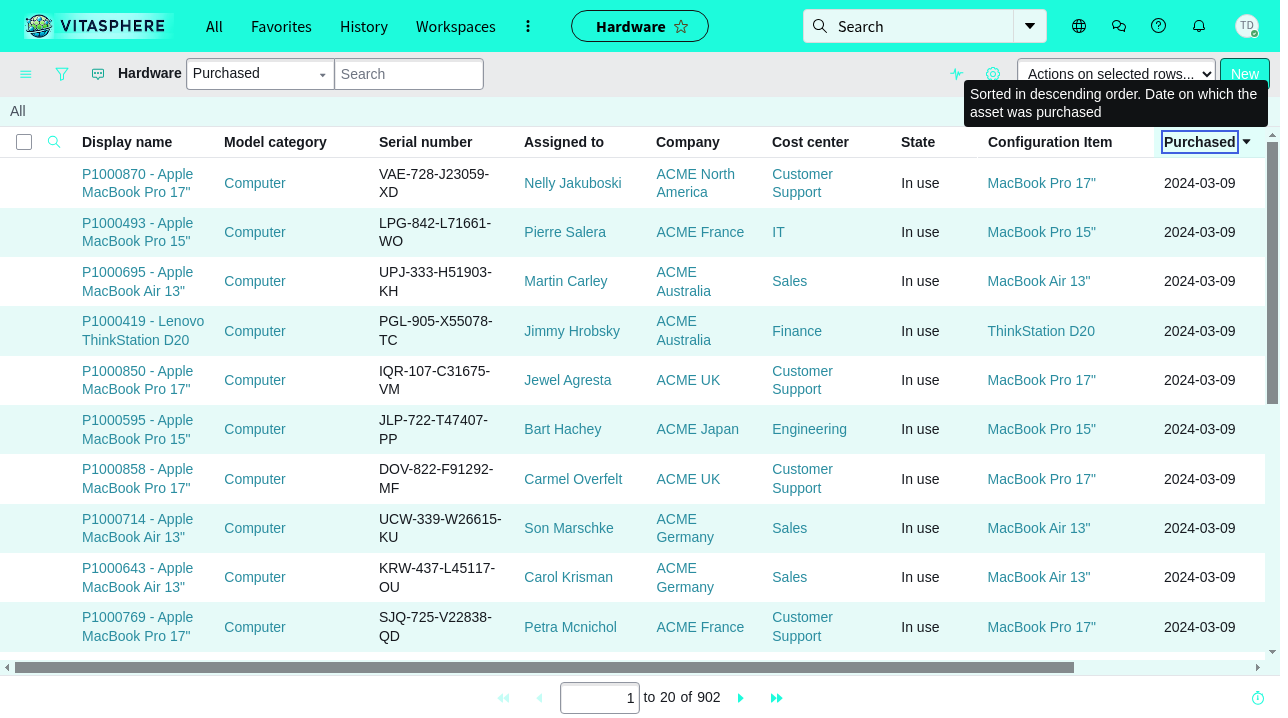 VITASPHERE All Favorites History Workspaces Hardware Search TD
Hardware Purchased Search Actions on selected rows... New
Sorted in descending order. Date on which the
asset was purchased
All
Display name Model category Serial number Assigned to Company Cost center State Configuration Item Purchased
P1000870 - Apple MacBook Pro 17" Computer VAE-728-J23059-XD Nelly Jakuboski ACME North America Customer Support In use MacBook Pro 17" 2024-03-09
P1000493 - Apple MacBook Pro 15" Computer LPG-842-L71661-WO Pierre Salera ACME France IT In use MacBook Pro 15" 2024-03-09
P1000695 - Apple MacBook Air 13" Computer UPJ-333-H51903-KH Martin Carley ACME Australia Sales In use MacBook Air 13" 2024-03-09
P1000419 - Lenovo ThinkStation D20 Computer PGL-905-X55078-TC Jimmy Hrobsky ACME Australia Finance In use ThinkStation D20 2024-03-09
P1000850 - Apple MacBook Pro 17" Computer IQR-107-C31675-VM Jewel Agresta ACME UK Customer Support In use MacBook Pro 17" 2024-03-09
P1000595 - Apple MacBook Pro 15" Computer JLP-722-T47407-PP Bart Hachey ACME Japan Engineering In use MacBook Pro 15" 2024-03-09
P1000858 - Apple MacBook Pro 17" Computer DOV-822-F91292-MF Carmel Overfelt ACME UK Customer Support In use MacBook Pro 17" 2024-03-09
P1000714 - Apple MacBook Air 13" Computer UCW-339-W26615-KU Son Marschke ACME Germany Sales In use MacBook Air 13" 2024-03-09
P1000643 - Apple MacBook Air 13" Computer KRW-437-L45117-OU Carol Krisman ACME Germany Sales In use MacBook Air 13" 2024-03-09
P1000769 - Apple MacBook Pro 17" Computer SJQ-725-V22838-QD Petra Mcnichol ACME France Customer Support In use MacBook Pro 17" 2024-03-09
1 to 20 of 902